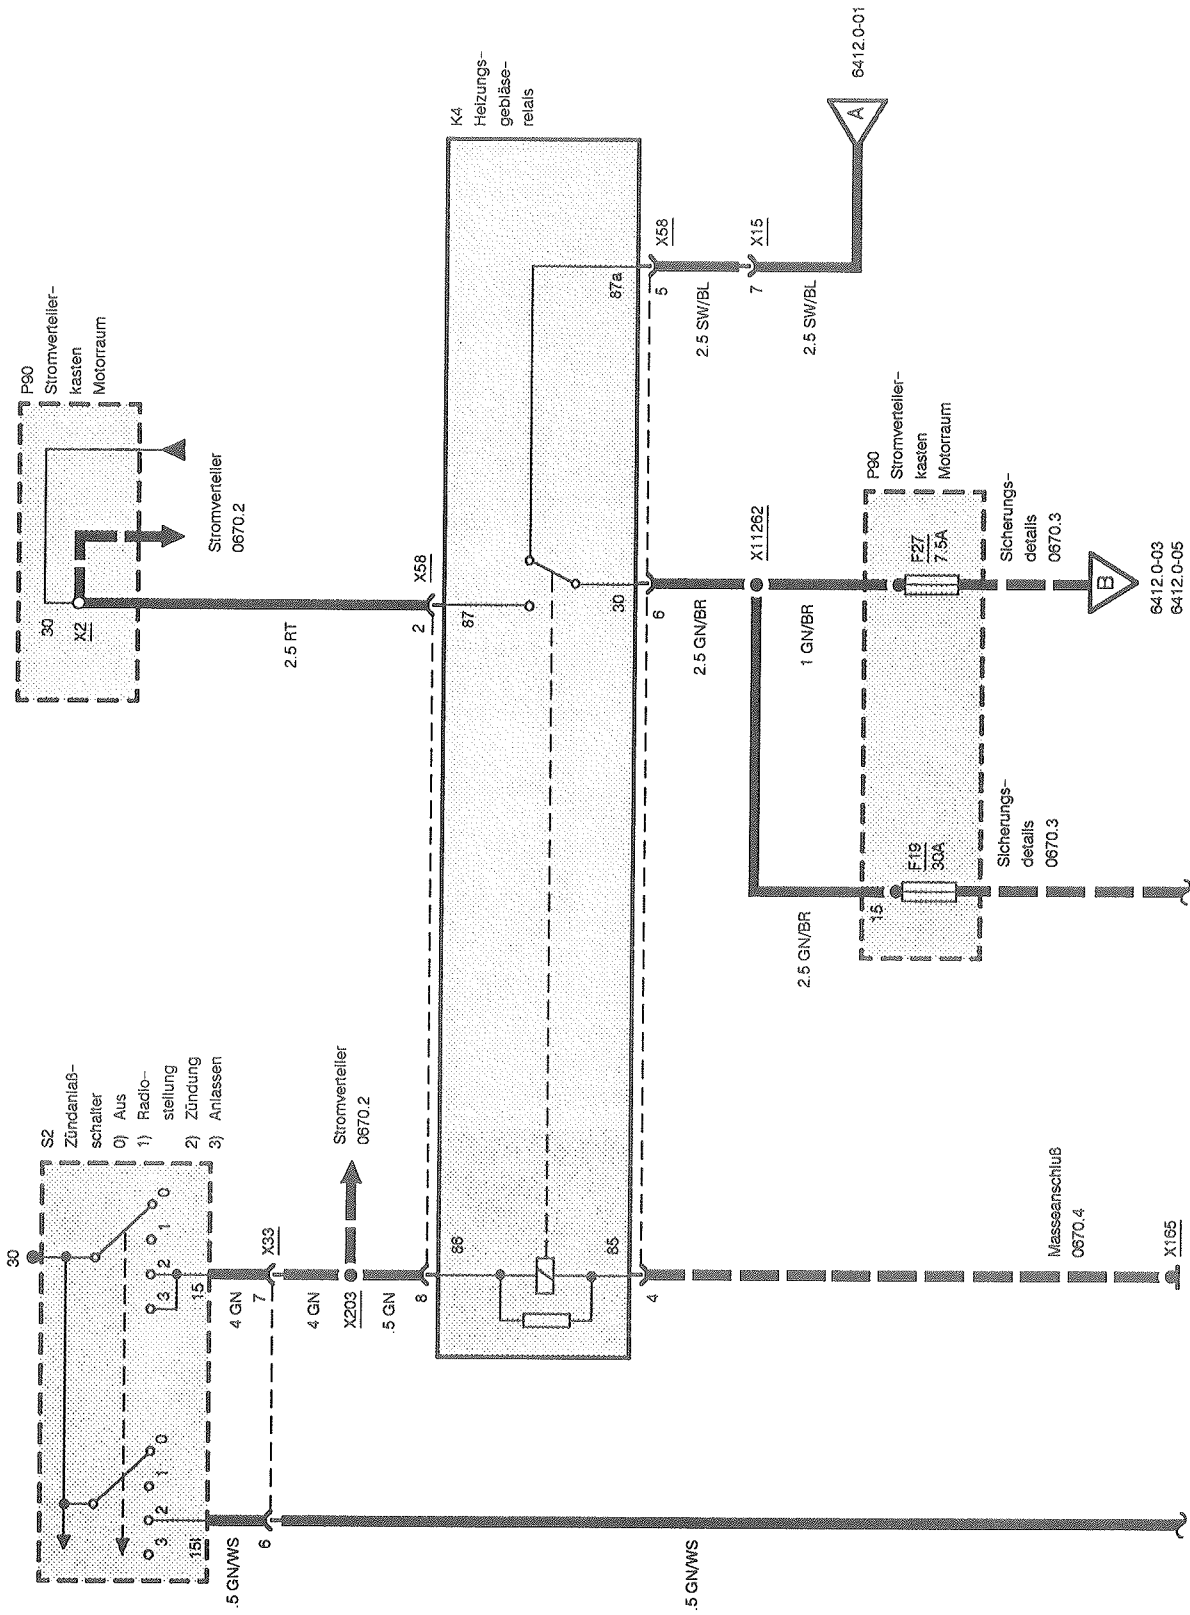 30
S2
Zündanlaß-
schalter
0) Aus
1) Radio-
stellung
2) Zündung
3) Anlassen
3
2
1
0
3
2
1
0
15I
15
.5 GN/WS
6
4 GN
7
X33
4 GN
X203
.5 GN
8
Stromverteiler
0670.2
30
X2
P90
Stromverteiler-
kasten
Motorraum
Stromverteiler
0670.2
2.5 RT
2
X58
K4
Heizungs-
gebläse-
relais
86
87
85
30
87a
4
6
5
X58
2.5 GN/BR
2.5 SW/BL
X11262
7
X15
1 GN/BR
2.5 SW/BL
A
6412.0-01
2.5 GN/BR
15
F19
30A
F27
7.5A
P90
Stromverteiler-
kasten
Motorraum
Sicherungs-
details
0670.3
Sicherungs-
details
0670.3
B
6412.0-03
6412.0-05
Masseanschluß
0670.4
X165
.5 GN/WS